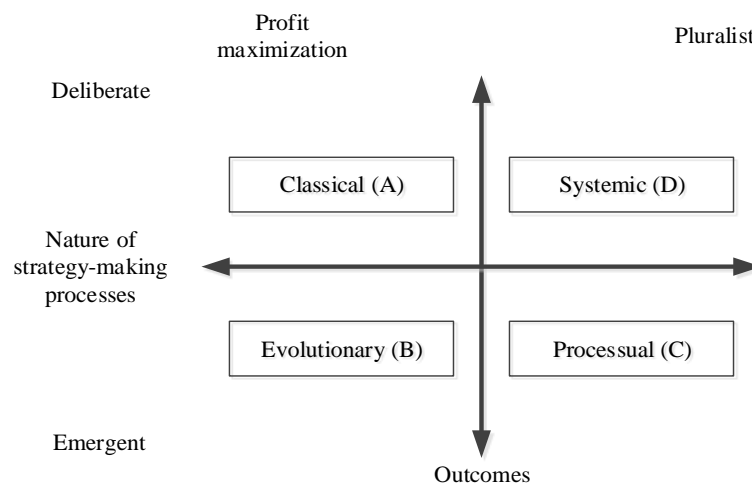 Profit
maximization
Pluralist
Deliberate
Classical (A)
Systemic (D)
Nature of
strategy-making
processes
Evolutionary (B)
Processual (C)
Emergent
Outcomes